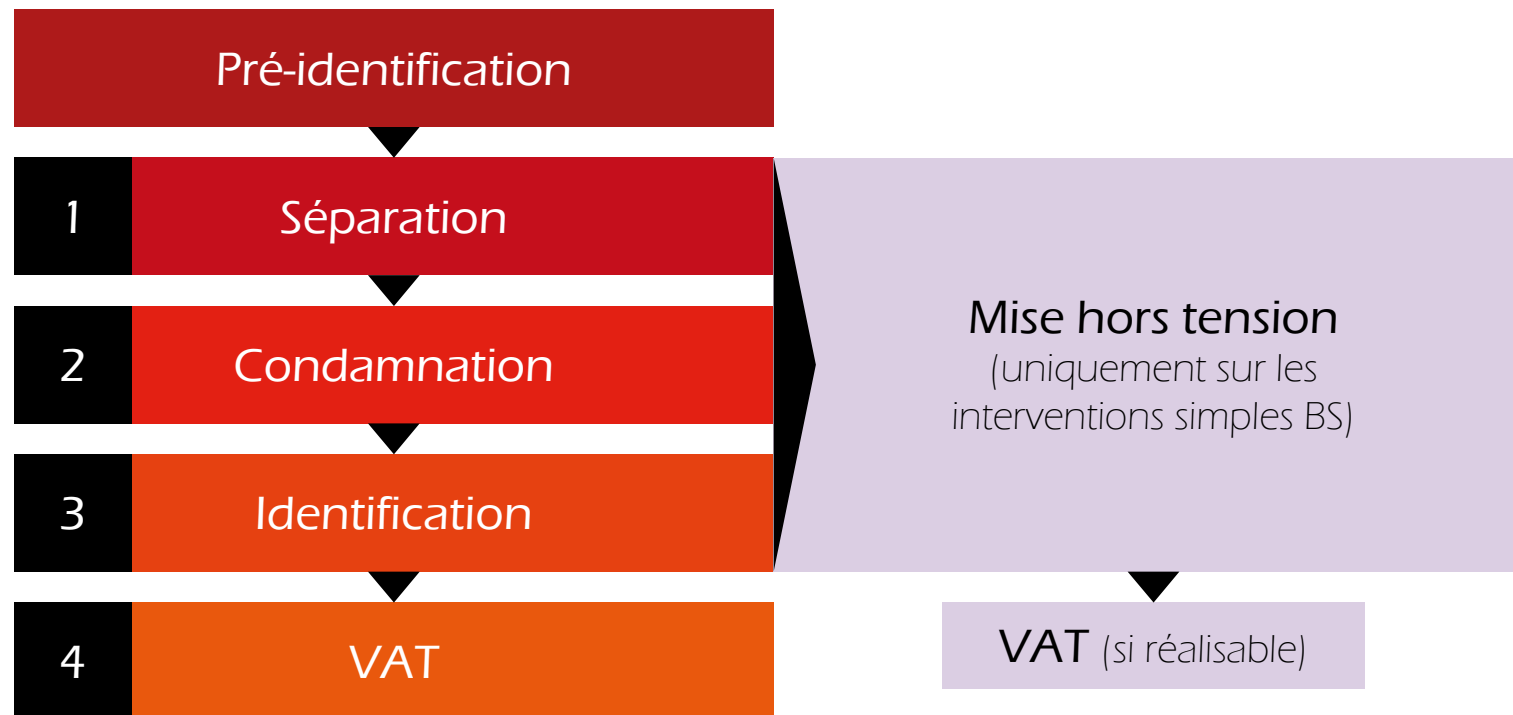 Pré-identification
1
Séparation
2
Condamnation
3
Identification
4
VAT
Mise hors tension
(uniquement sur les
interventions simples BS)
VAT (si réalisable)